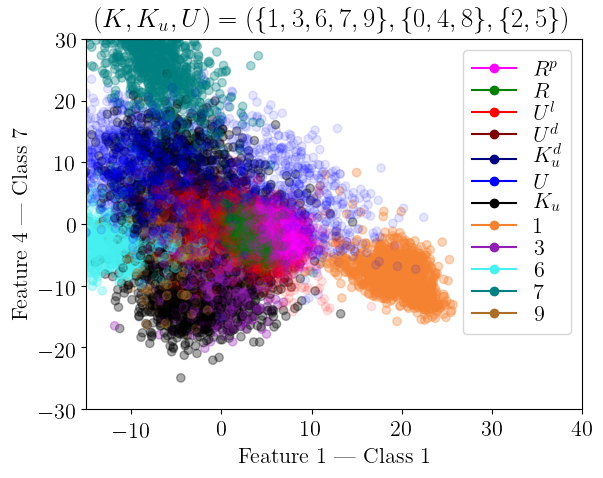 (K, K_u, U) = ({1, 3, 6, 7, 9}, {0, 4, 8}, {2, 5})
30
20
10
0
−10
−20
−30
Feature 4 — Class 7
−10
0
10
20
30
40
Feature 1 — Class 1
R^p
R
U^l
U^d
K_u^d
U
K_u
1
3
6
7
9